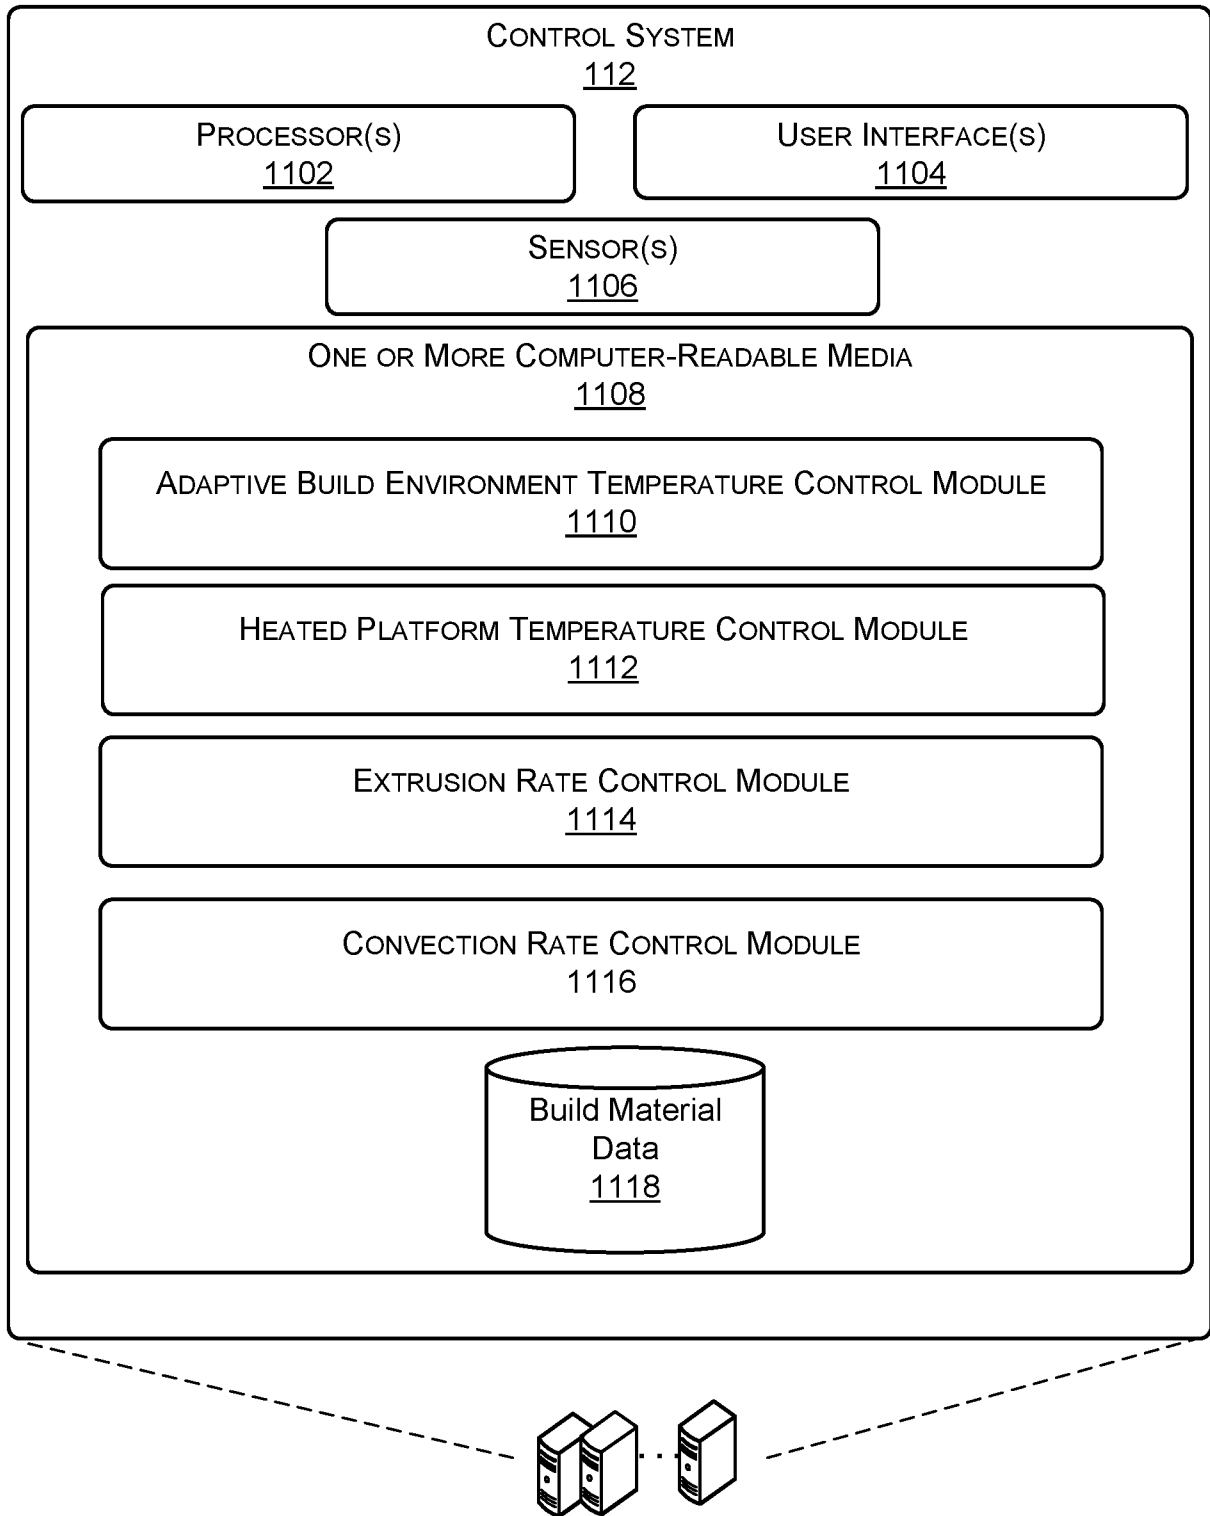 CONTROL SYSTEM
112
PROCESSOR(S)
1102
USER INTERFACE(S)
1104
SENSOR(S)
1106
ONE OR MORE COMPUTER-READABLE MEDIA
1108
ADAPTIVE BUILD ENVIRONMENT TEMPERATURE CONTROL MODULE
1110
HEATED PLATFORM TEMPERATURE CONTROL MODULE
1112
EXTRUSION RATE CONTROL MODULE
1114
CONVECTION RATE CONTROL MODULE
1116
Build Material
Data
1118